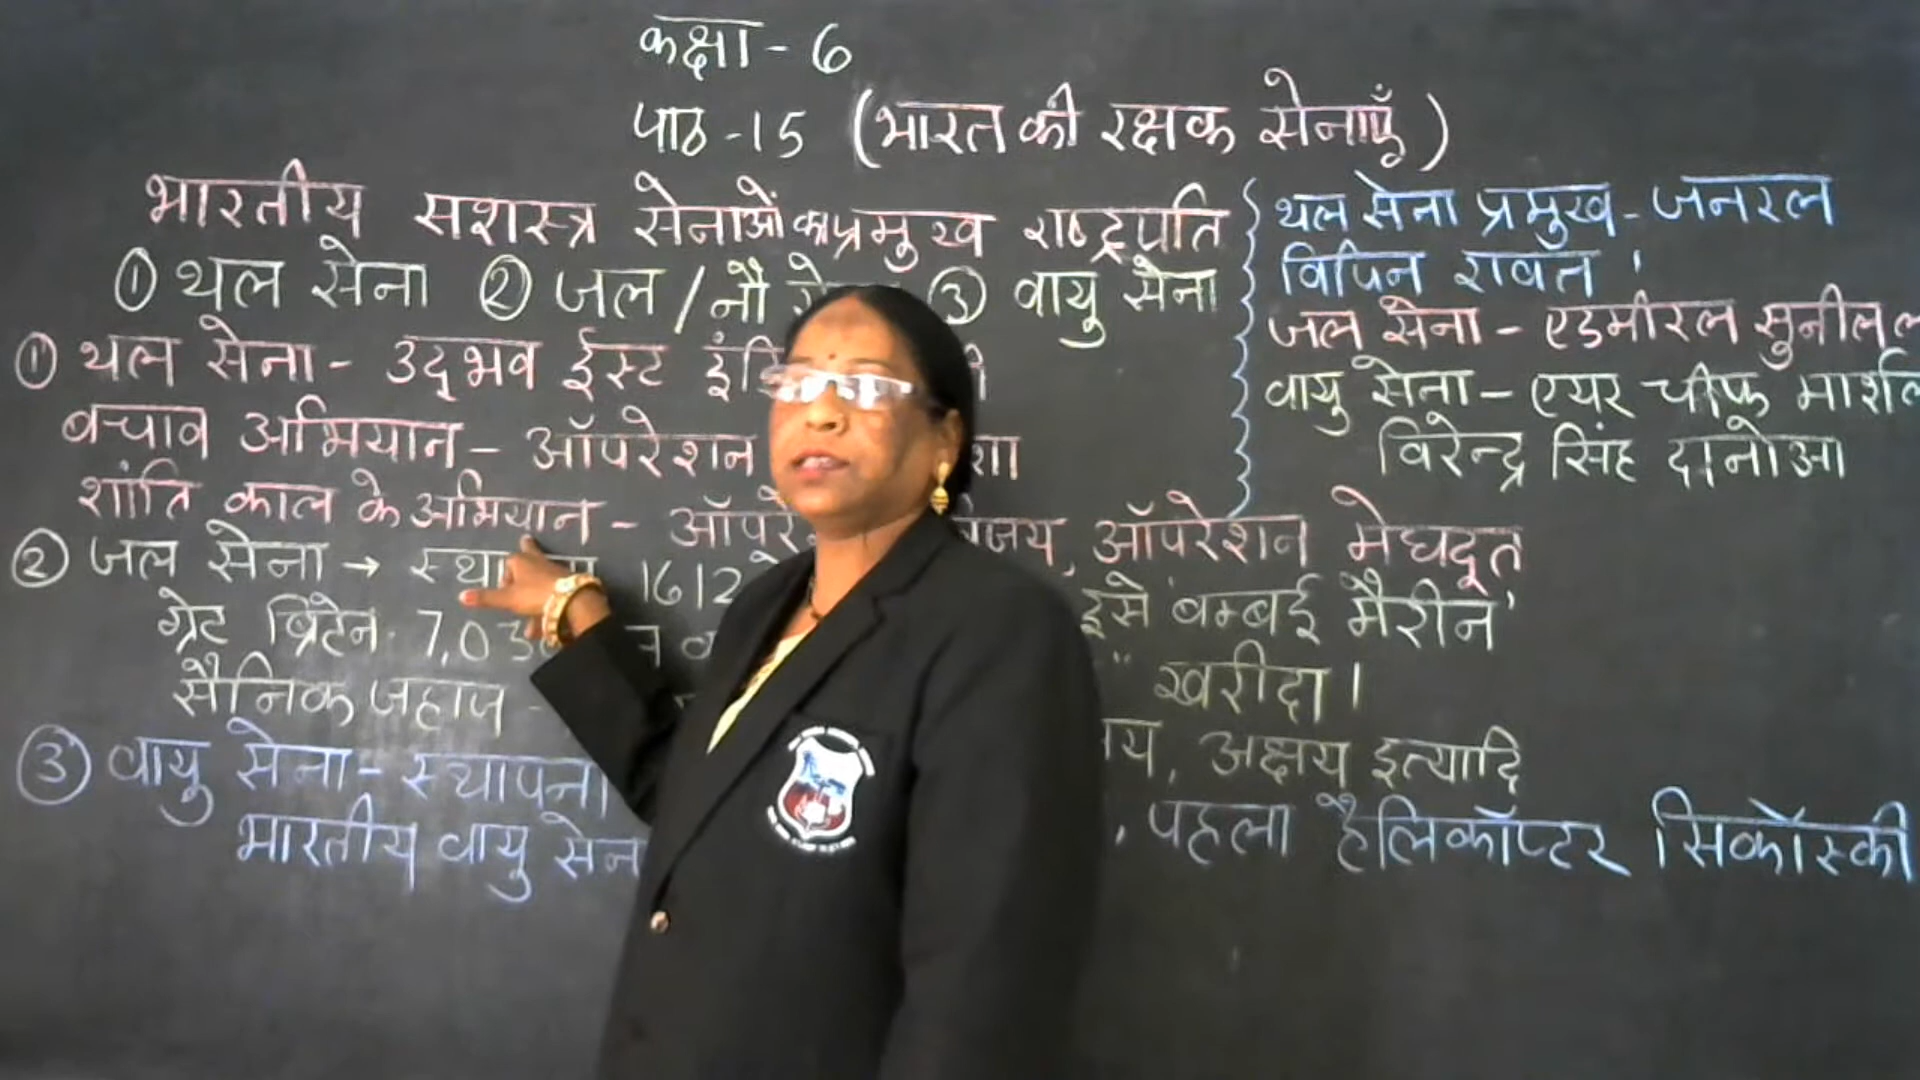 कक्षा - 6
पाठ -15 (भारत की रक्षक सेनाएँ)
भारतीय सशस्त्र सेनाओं का प्रमुख राष्ट्रपति
① थल सेना ② जल / नौ ③ वायु सेना
① थल सेना - उद्भव ईस्ट
बचाव अभियान - ऑपरेशन
शांति काल के अभियान - ऑपरेशन मेघदूत
② जल सेना → 1612 इसे 'बम्बई मैरीन'
ग्रेट ब्रिटेन खरीदा।
सैनिक जहाज - अक्षय इत्यादि
③ वायु सेना - स्थापना
भारतीय वायु , पहला हैलिकॉप्टर सिकॉस्की
थल सेना प्रमुख - जनरल
विपिन रावत !
जल सेना - एडमीरल सुनील
वायु सेना - एयर चीफ मार्शल
विरेन्द्र सिंह दानोआ